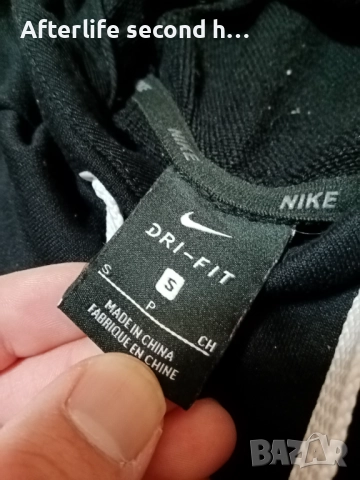 Afterlife second h...
NIKE
NIKE
DRI-FIT
S
S P CH
MADE IN CHINA
FABRIQUE EN CHINE
BAZAR